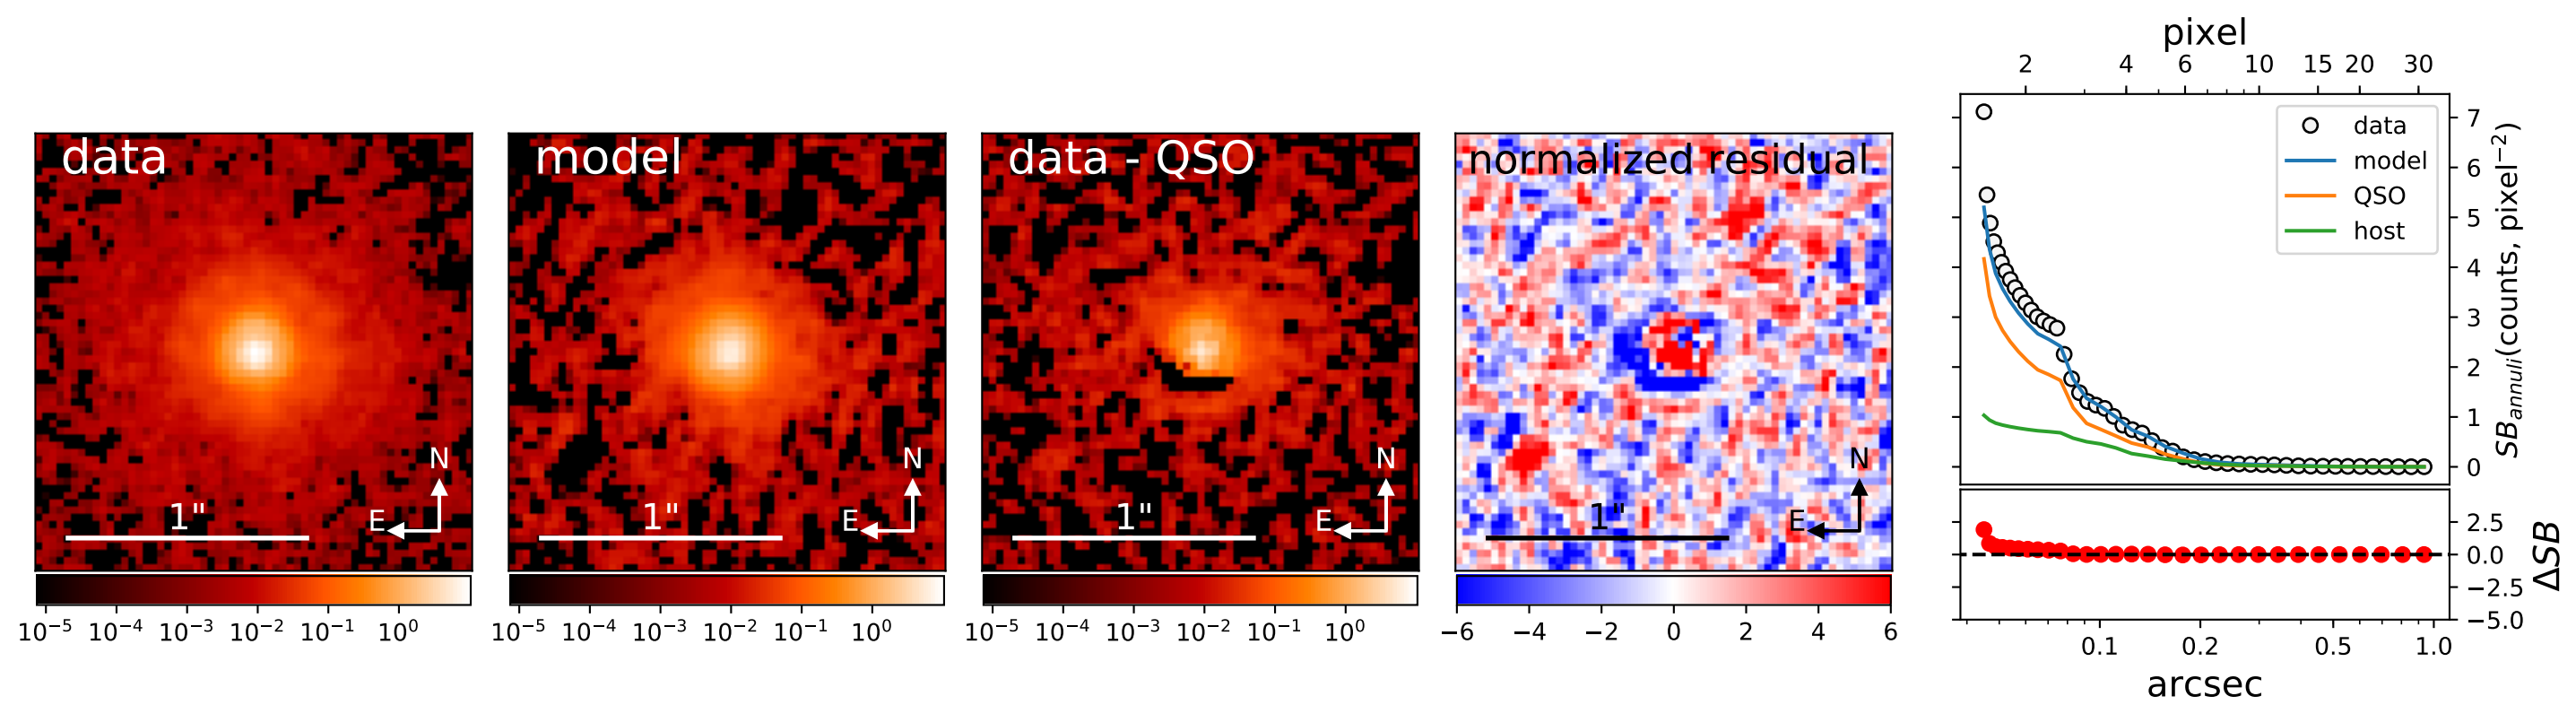 data
N
E
1"
10⁻⁵ 10⁻⁴ 10⁻³ 10⁻² 10⁻¹ 10⁰
model
N
E
1"
10⁻⁵ 10⁻⁴ 10⁻³ 10⁻² 10⁻¹ 10⁰
data - QSO
N
E
1"
10⁻⁵ 10⁻⁴ 10⁻³ 10⁻² 10⁻¹ 10⁰
normalized residual
N
E
1"
−6 −4 −2 0 2 4 6
pixel
2 4 6 10 15 20 30
data
model
QSO
host
7
6
5
4
3
2
1
0
SB_annuli(counts, pixel⁻²)
2.5
0.0
−2.5
−5.0
ΔSB
0.1 0.2 0.5 1.0
arcsec